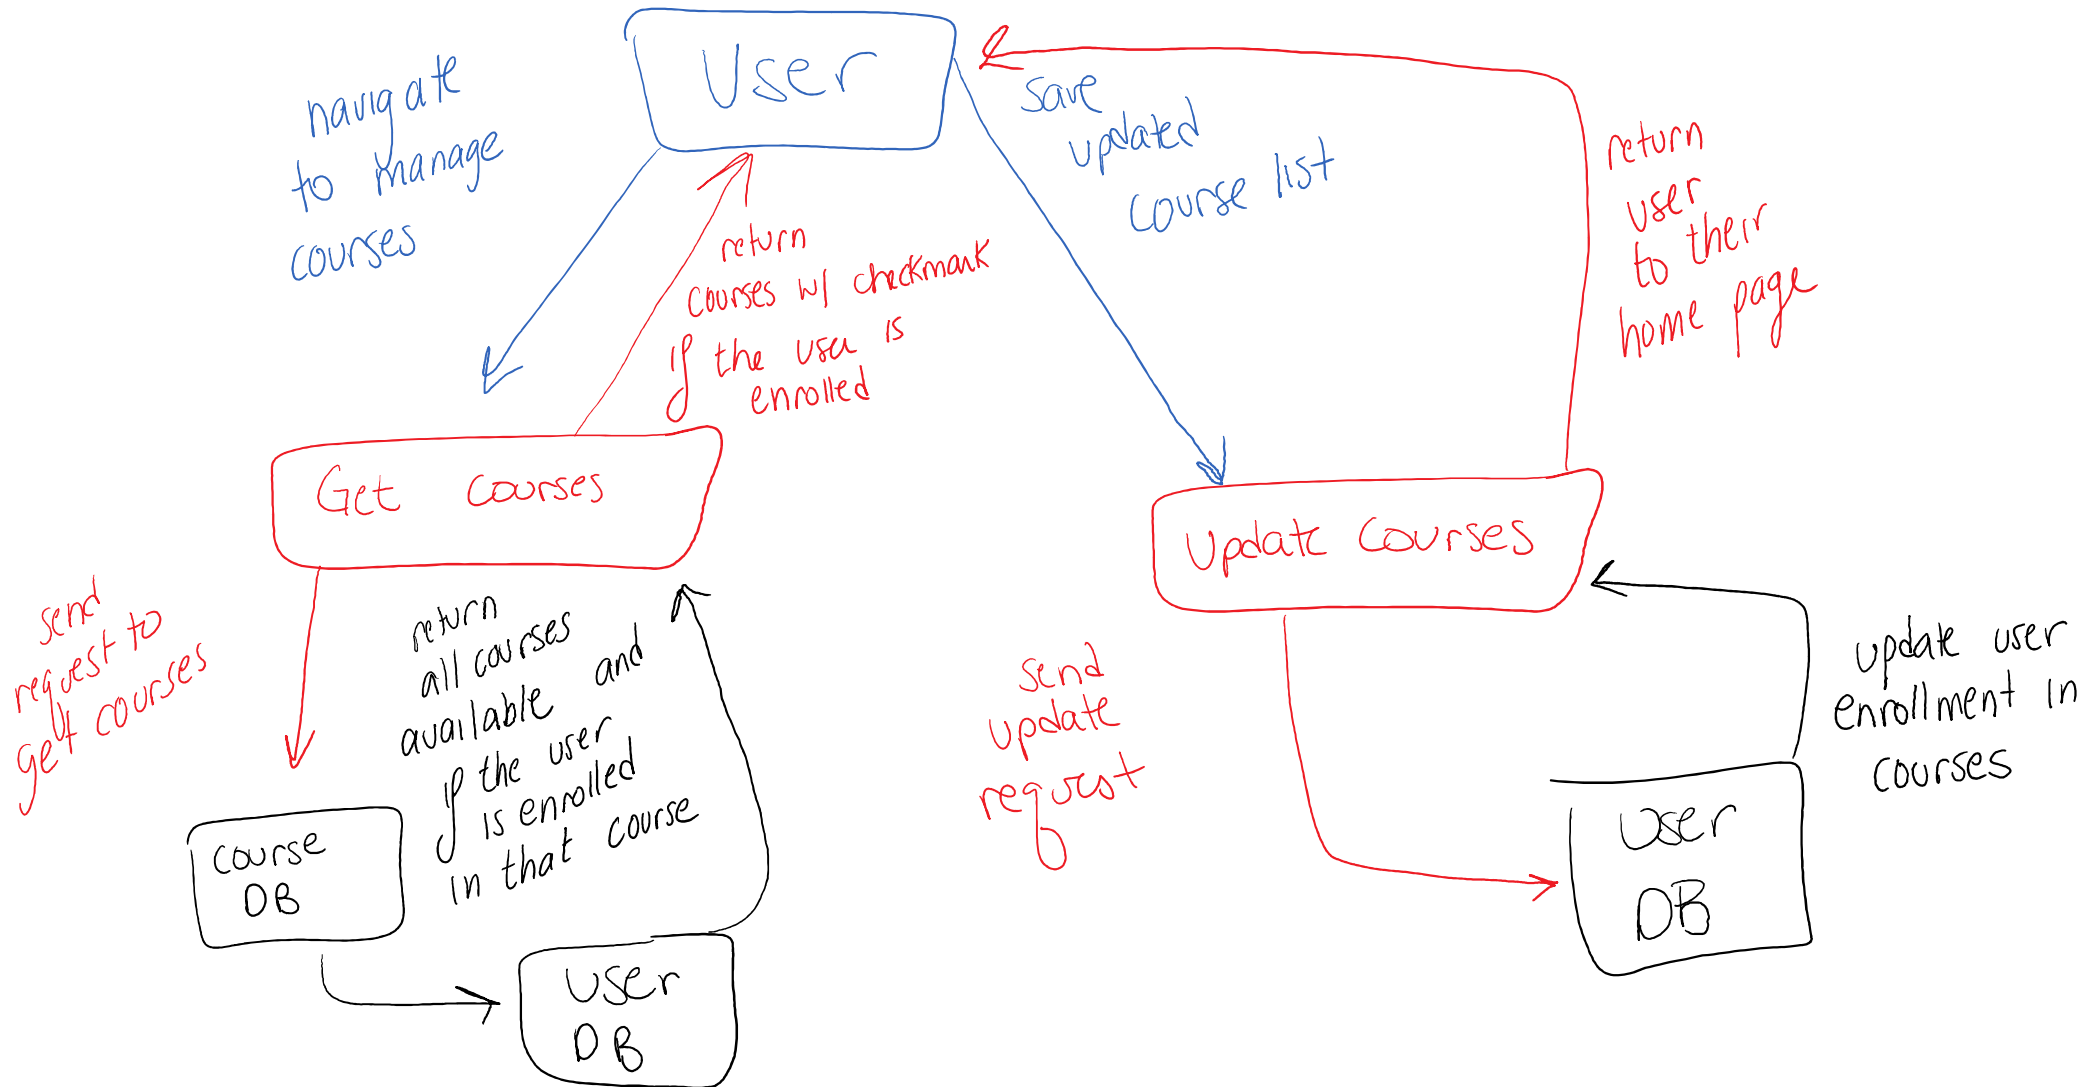 User
navigate
to manage
courses
return
courses w/ checkmark
if the user is
enrolled
save
updated
course list
return
user
to their
home page
Get courses
Update Courses
send
request to
get courses
return
all courses
available and
if the user
is enrolled
in that course
course
DB
user
DB
send
update
request
update user
enrollment in
courses
User
DB